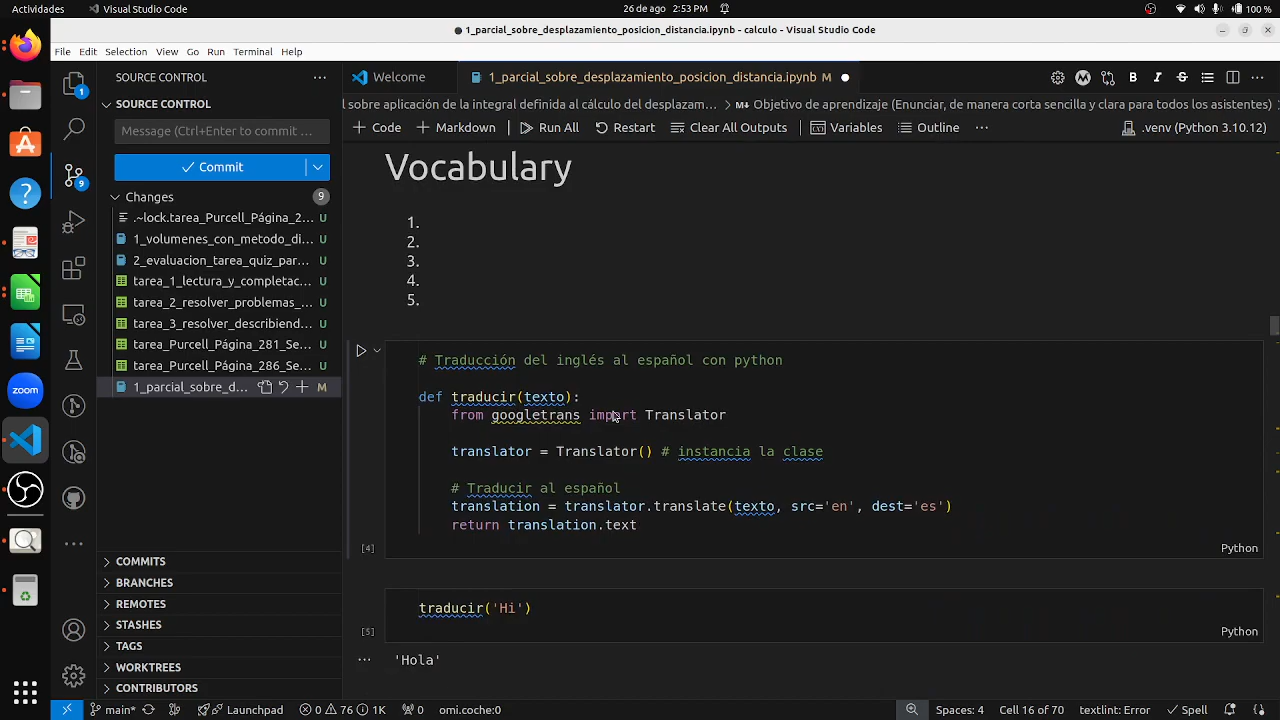 Actividades
Visual Studio Code
26 de ago 2:53 PM
100 %
1_parcial_sobre_desplazamiento_posicion_distancia.ipynb - calculo - Visual Studio Code
File Edit Selection View Go Run Terminal Help
SOURCE CONTROL
Welcome
1_parcial_sobre_desplazamiento_posicion_distancia.ipynb M
SOURCE CONTROL
l sobre aplicación de la integral definida al cálculo del desplazam... > Objetivo de aprendizaje (Enunciar, de manera corta sencilla y clara para todos los asistentes)
Message (Ctrl+Enter to commit ...
Code Markdown Run All Restart Clear All Outputs Variables Outline ... .venv (Python 3.10.12)
Commit
Changes 9
.~lock.tarea_Purcell_Página_2... U
1_volumenes_con_metodo_di... U
2_evaluacion_tarea_quiz_par... U
tarea_1_lectura_y_completac... U
tarea_2_resolver_problemas_... U
tarea_3_resolver_describiend... U
tarea_Purcell_Página_281_Se... U
tarea_Purcell_Página_286_Se... U
1_parcial_sobre_d... M
COMMITS
BRANCHES
REMOTES
STASHES
TAGS
WORKTREES
CONTRIBUTORS
Vocabulary
1.
2.
3.
4.
5.
# Traducción del inglés al español con python
def traducir(texto):
from googletrans import Translator
translator = Translator() # instancia la clase
# Traducir al español
translation = translator.translate(texto, src='en', dest='es')
return translation.text
[4]
Python
traducir('Hi')
[5]
Python
'Hola'
1
9
zoom
main* Launchpad 0 76 1K 0 omi.coche:0 Spaces: 4 Cell 16 of 70 textlint: Error Spell